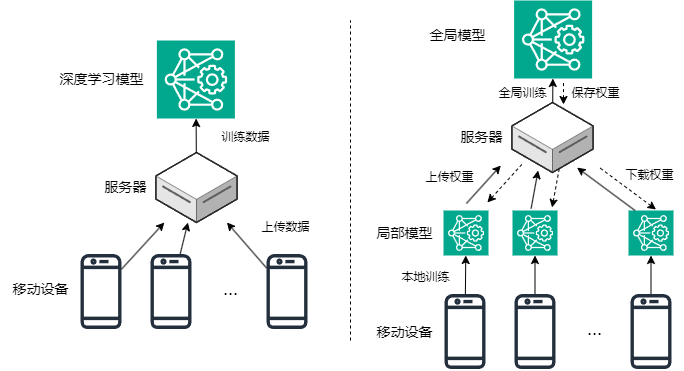 深度学习模型
训练数据
服务器
上传数据
移动设备
...
全局模型
全局训练
保存权重
服务器
上传权重
下载权重
局部模型
本地训练
移动设备
...